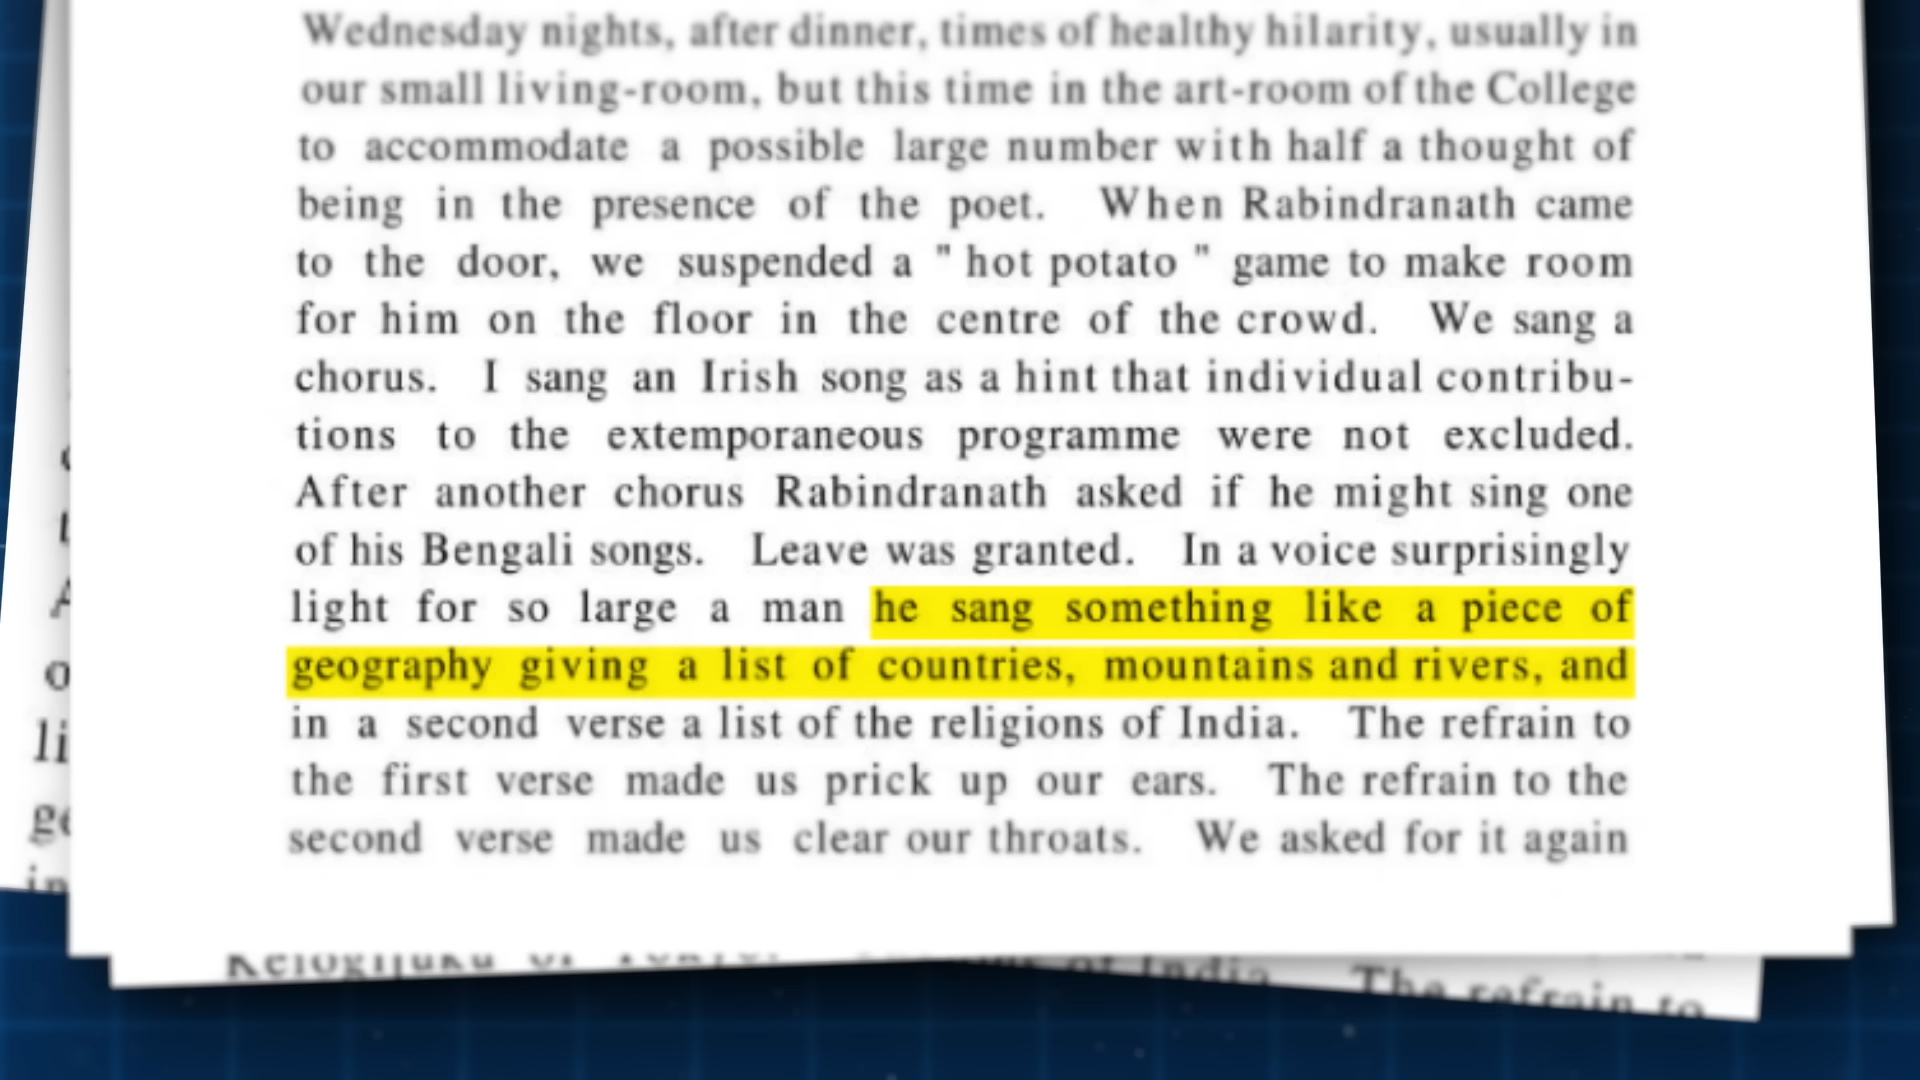 Wednesday nights, after dinner, times of healthy hilarity, usually in
our small living-room, but this time in the art-room of the College
to accommodate a possible large number with half a thought of
being in the presence of the poet. When Rabindranath came
to the door, we suspended a " hot potato " game to make room
for him on the floor in the centre of the crowd. We sang a
chorus. I sang an Irish song as a hint that individual contribu-
tions to the extemporaneous programme were not excluded.
After another chorus Rabindranath asked if he might sing one
of his Bengali songs. Leave was granted. In a voice surprisingly
light for so large a man he sang something like a piece of
geography giving a list of countries, mountains and rivers, and
in a second verse a list of the religions of India. The refrain to
the first verse made us prick up our ears. The refrain to the
second verse made us clear our throats. We asked for it again
of India. The refrain to